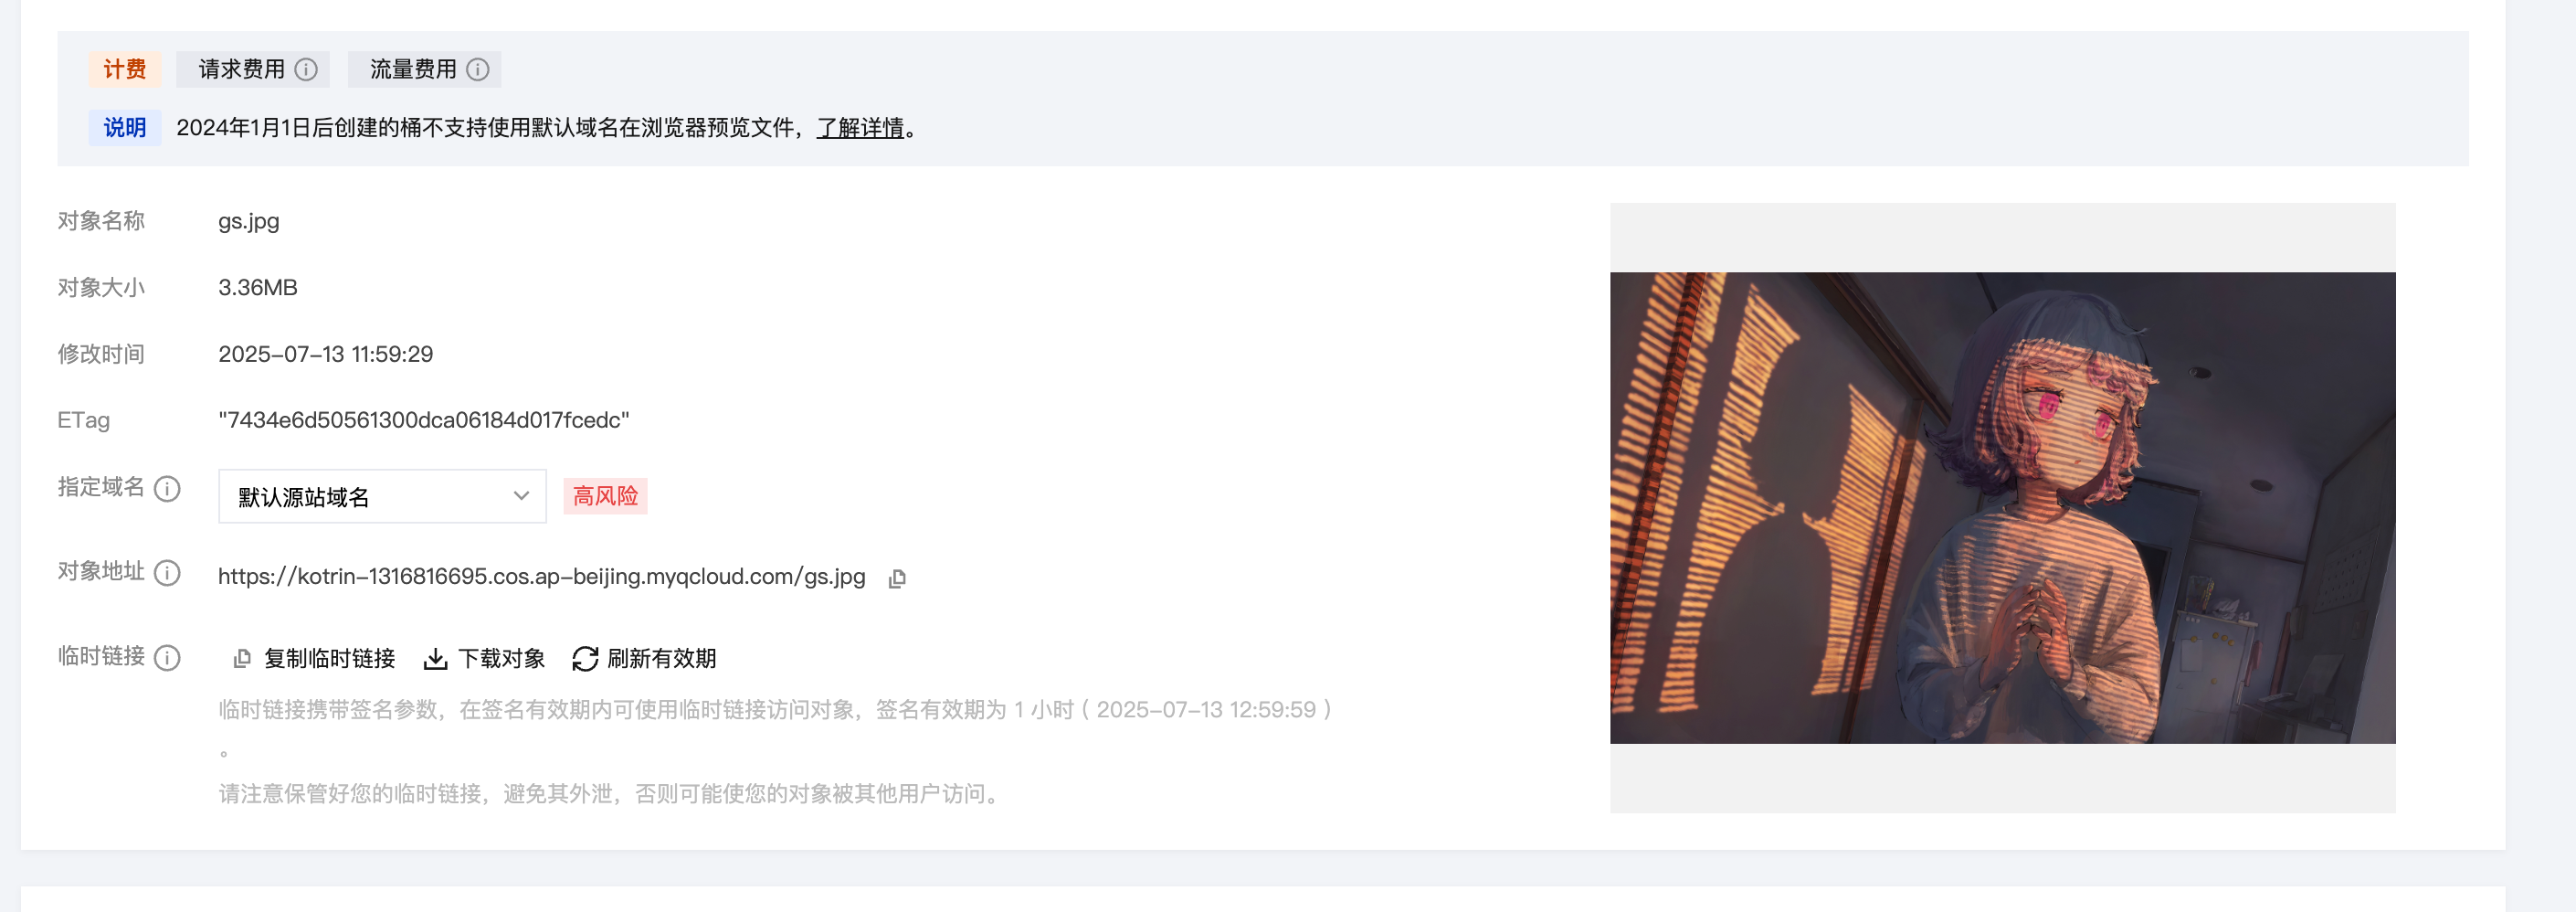 计费 请求费用 流量费用
说明 2024年1月1日后创建的桶不支持使用默认域名在浏览器预览文件，了解详情。
对象名称 gs.jpg
对象大小 3.36MB
修改时间 2025-07-13 11:59:29
ETag "7434e6d50561300dca06184d017fcedc"
指定域名 默认源站域名 高风险
对象地址 https://kotrin-1316816695.cos.ap-beijing.myqcloud.com/gs.jpg
临时链接 复制临时链接 下载对象 刷新有效期
临时链接携带签名参数，在签名有效期内可使用临时链接访问对象，签名有效期为 1 小时 ( 2025-07-13 12:59:59 )
。
请注意保管好您的临时链接，避免其外泄，否则可能使您的对象被其他用户访问。